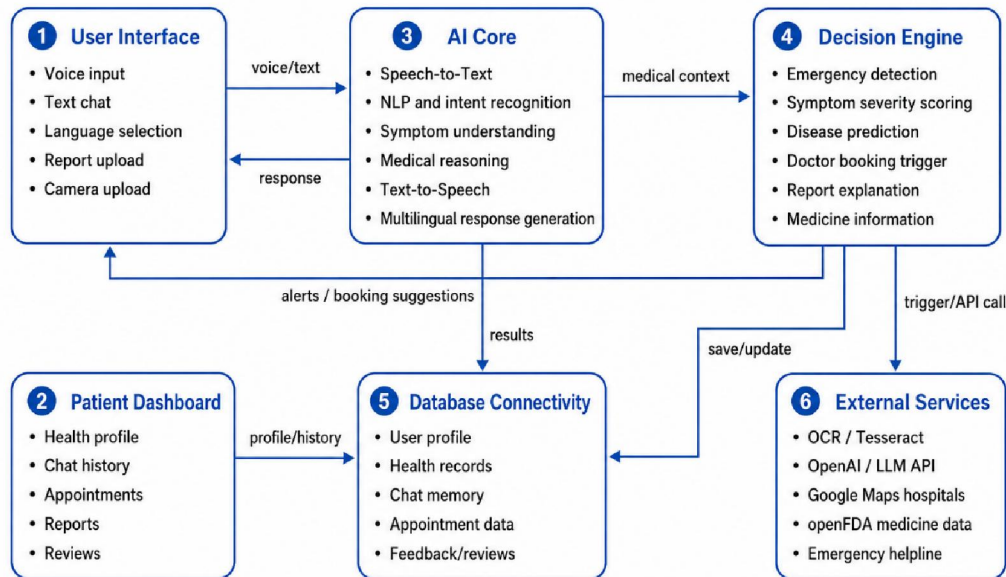 1 User Interface
• Voice input
• Text chat
• Language selection
• Report upload
• Camera upload
voice/text
response
3 AI Core
• Speech-to-Text
• NLP and intent recognition
• Symptom understanding
• Medical reasoning
• Text-to-Speech
• Multilingual response generation
medical context
4 Decision Engine
• Emergency detection
• Symptom severity scoring
• Disease prediction
• Doctor booking trigger
• Report explanation
• Medicine information
alerts / booking suggestions
results
save/update
trigger/API call
2 Patient Dashboard
• Health profile
• Chat history
• Appointments
• Reports
• Reviews
profile/history
5 Database Connectivity
• User profile
• Health records
• Chat memory
• Appointment data
• Feedback/reviews
6 External Services
• OCR / Tesseract
• OpenAI / LLM API
• Google Maps hospitals
• openFDA medicine data
• Emergency helpline